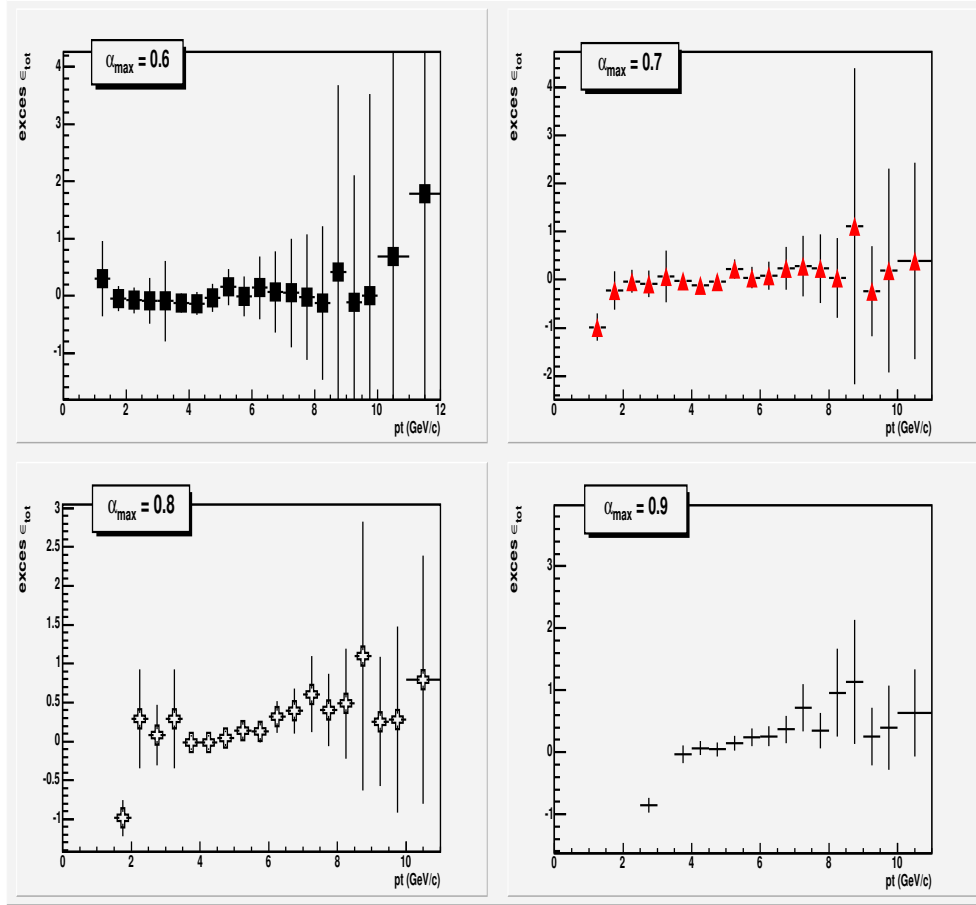 α_max = 0.6
exces ϵ_tot
4
3
2
1
0
-1
0 2 4 6 8 10 12
pt (GeV/c)
α_max = 0.7
exces ϵ_tot
4
3
2
1
0
-1
-2
0 2 4 6 8 10
pt (GeV/c)
α_max = 0.8
exces ϵ_tot
3
2.5
2
1.5
1
0.5
0
-0.5
-1
0 2 4 6 8 10
pt (GeV/c)
α_max = 0.9
exces ϵ_tot
3
2
1
0
-1
0 2 4 6 8 10
pt (GeV/c)